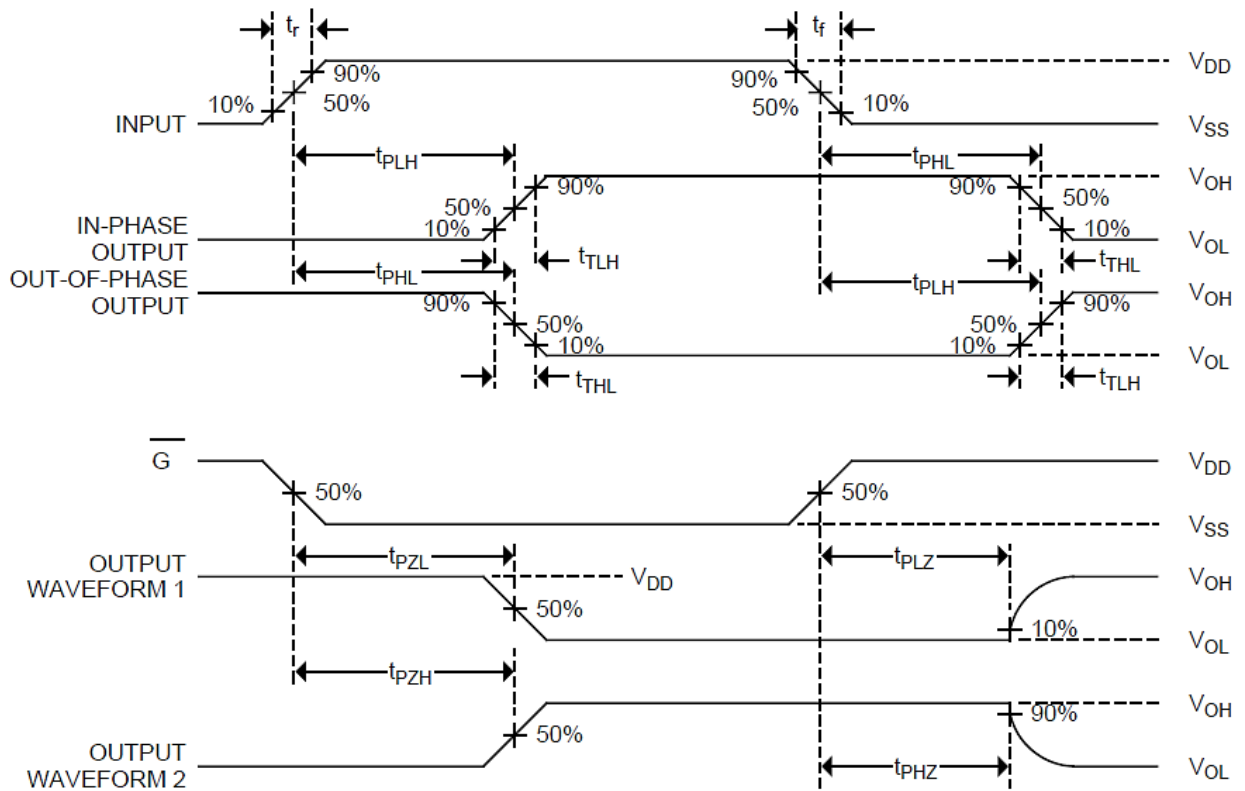 tr
tf
90%
90%
VDD
10%
50%
50%
10%
INPUT
VSS
tPLH
tPHL
90%
90%
VOH
50%
50%
10%
10%
IN-PHASE
OUTPUT
VOL
tTLH
tTHL
OUT-OF-PHASE
OUTPUT
tPHL
tPLH
90%
90%
VOH
50%
50%
10%
10%
VOL
tTHL
tTLH
G
VDD
50%
50%
VSS
OUTPUT
WAVEFORM 1
tPZL
tPLZ
VDD
VOH
50%
10%
VOL
tPZH
VOH
90%
50%
OUTPUT
WAVEFORM 2
tPHZ
VOL